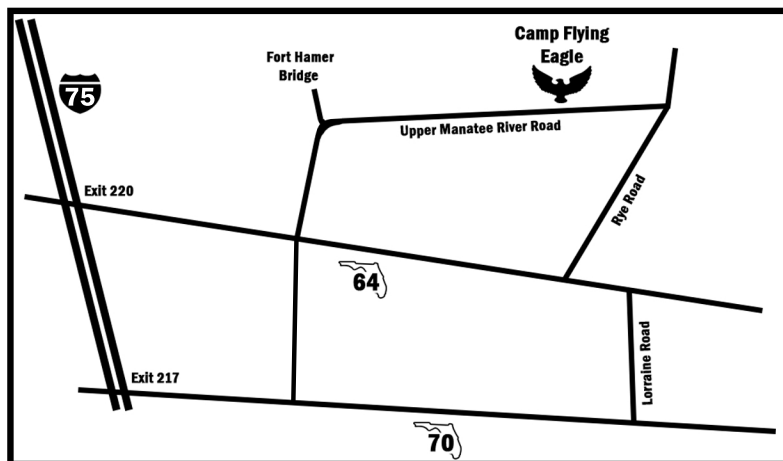 Camp Flying
Eagle
Fort Hamer
Bridge
75
Upper Manatee River Road
Exit 220
Rye Road
64
Lorraine Road
Exit 217
70